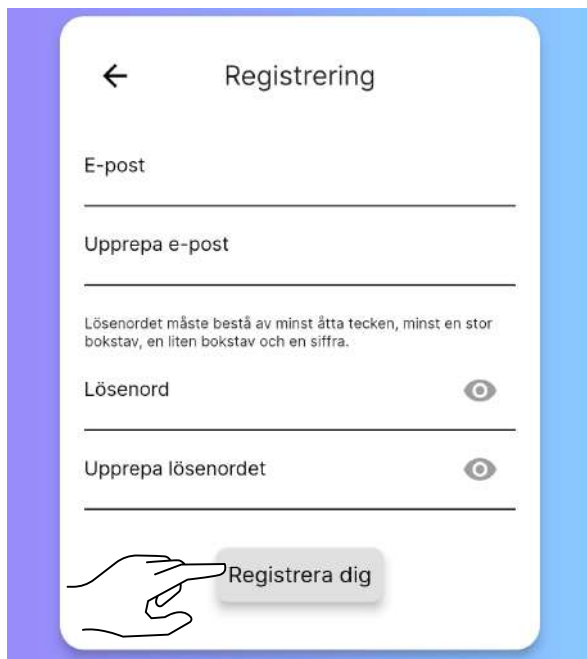 Registrering
E-post
Upprepa e-post
Lösenordet måste bestå av minst åtta tecken, minst en stor
bokstav, en liten bokstav och en siffra.
Lösenord
Upprepa lösenordet
Registrera dig